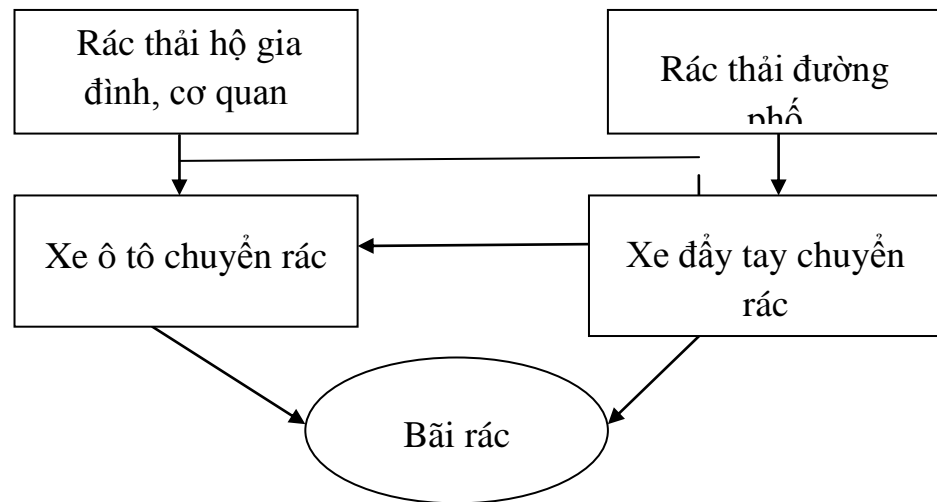 Rác thải hộ gia
đình, cơ quan
Rác thải đường
phố
Xe ô tô chuyển rác
Xe đẩy tay chuyển
rác
Bãi rác